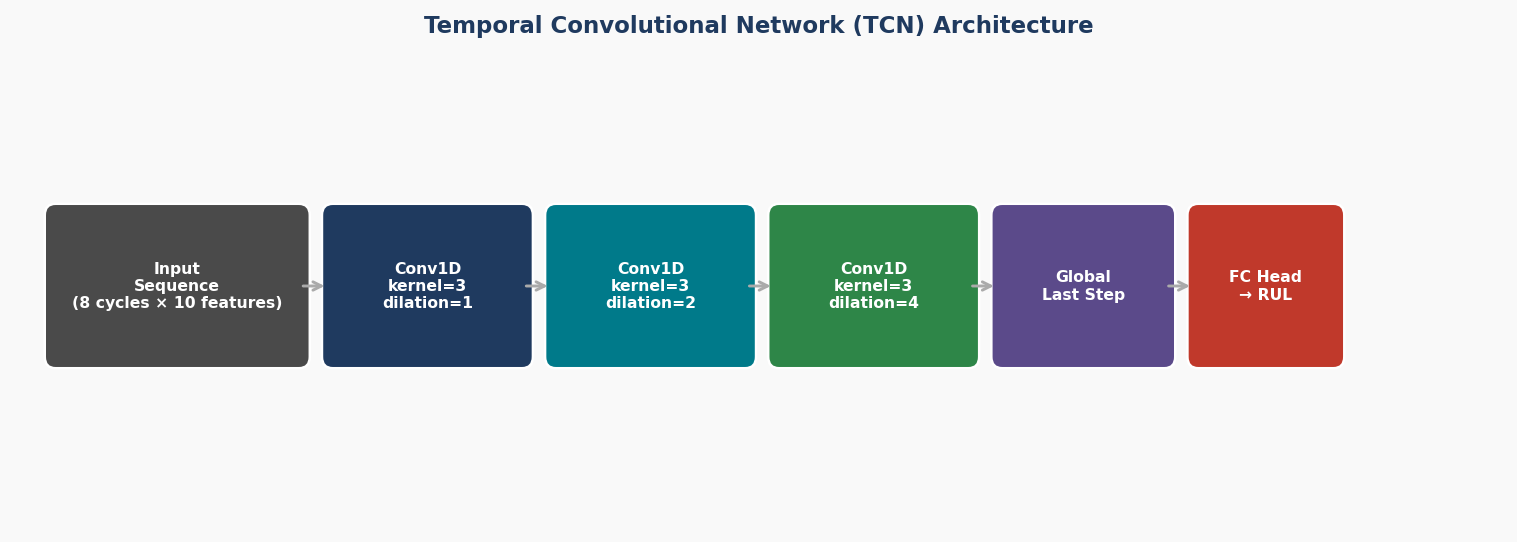 Temporal Convolutional Network (TCN) Architecture
Input
Sequence
(8 cycles × 10 features)
Conv1D
kernel=3
dilation=1
Conv1D
kernel=3
dilation=2
Conv1D
kernel=3
dilation=4
Global
Last Step
FC Head
→ RUL